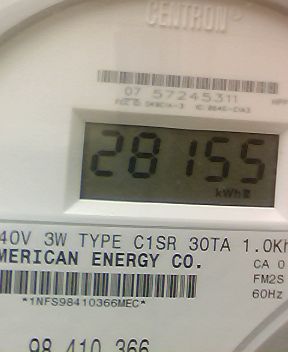 CENTRON®
07 57245311
28155
kWh
40V 3W TYPE C1SR 30TA 1.0Kh
MERICAN ENERGY CO.
CA 0
FM2S
*1NFS98410366MEC*
60Hz
98 410 366